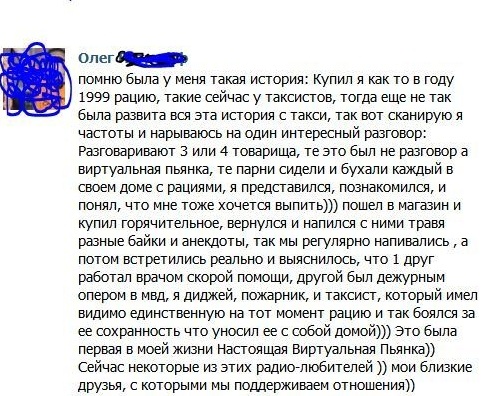 Олег
помню была у меня такая история: Купил я как то в году
1999 рацию, такие сейчас у таксистов, тогда еще не так
была развита вся эта история с такси, так вот сканирую я
частоты и нарываюсь на один интересный разговор:
Разговаривают 3 или 4 товарища, те это был не разговор а
виртуальная пьянка, те парни сидели и бухали каждый в
своем доме с рациями, я представился, познакомился, и
понял, что мне тоже хочется выпить))) пошел в магазин и
купил горячительное, вернулся и напился с ними травя
разные байки и анекдоты, так мы регулярно напивались , а
потом встретились реально и выяснилось, что 1 друг
работал врачом скорой помощи, другой был дежурным
опером в мвд, я диджей, пожарник, и таксист, который имел
видимо единственную на тот момент рацию и так боялся за
ее сохранность что уносил ее с собой домой))) Это была
первая в моей жизни Настоящая Виртуальная Пьянка))
Сейчас некоторые из этих радио-любителей )) мои близкие
друзья, с которыми мы поддерживаем отношения))